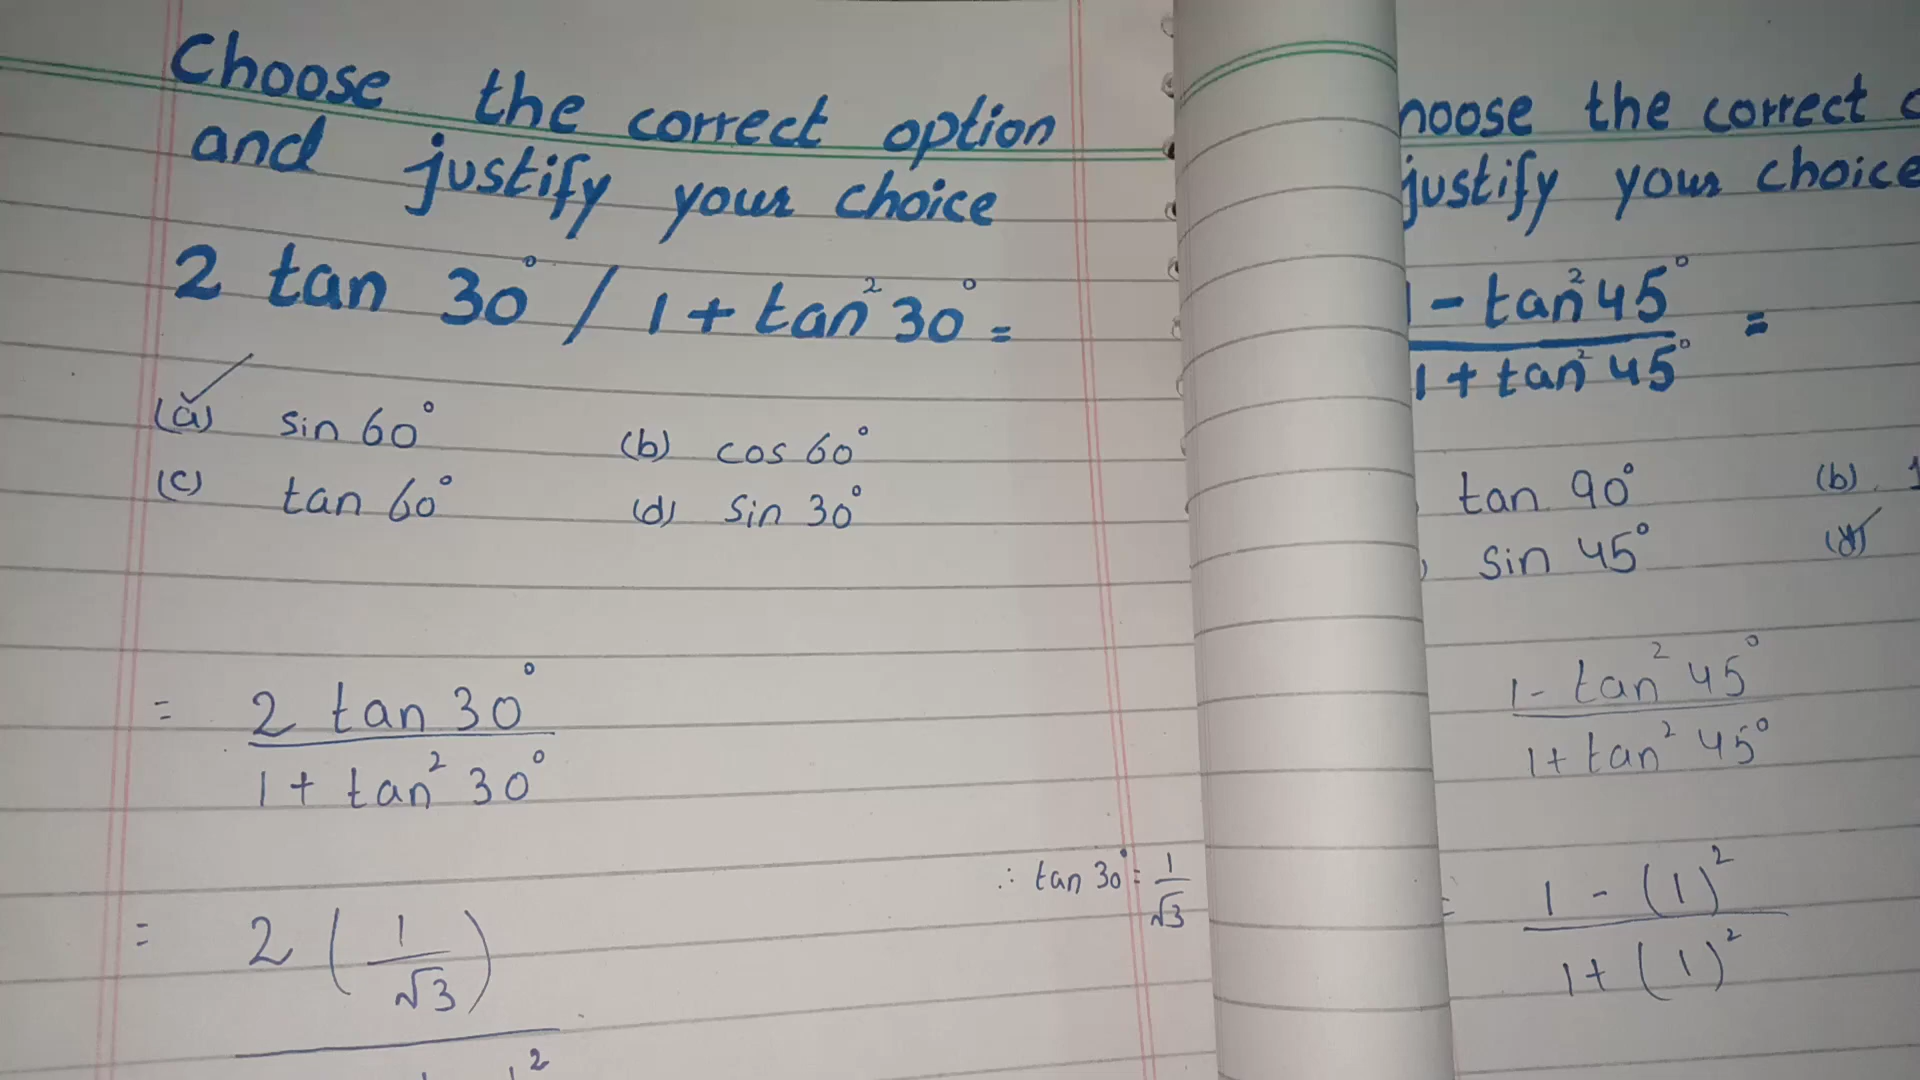 Choose the correct option
and justify your choice
2 tan 30° / 1 + tan² 30° =
(a) sin 60° (b) cos 60°
(c) tan 60° (d) sin 30°
= 2 tan 30°
1 + tan² 30°
∴ tan 30° = 1/√3
= 2 (1/√3)
2
hoose the correct
justify your choice
1 - tan² 45° =
1 + tan² 45°
tan 90° (b) 1
sin 45° (d)
1 - tan² 45°
1 + tan² 45°
= 1 - (1)²
1 + (1)²